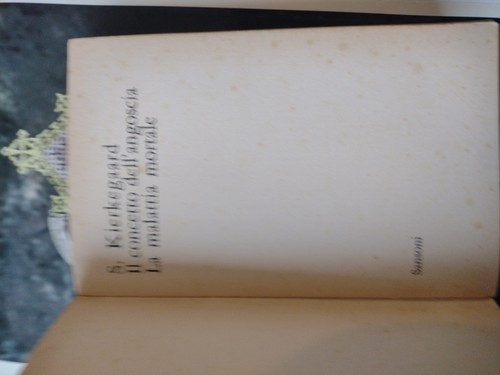 S. Kierkegaard
Il concetto dell'angoscia
La malattia mortale
Sansoni